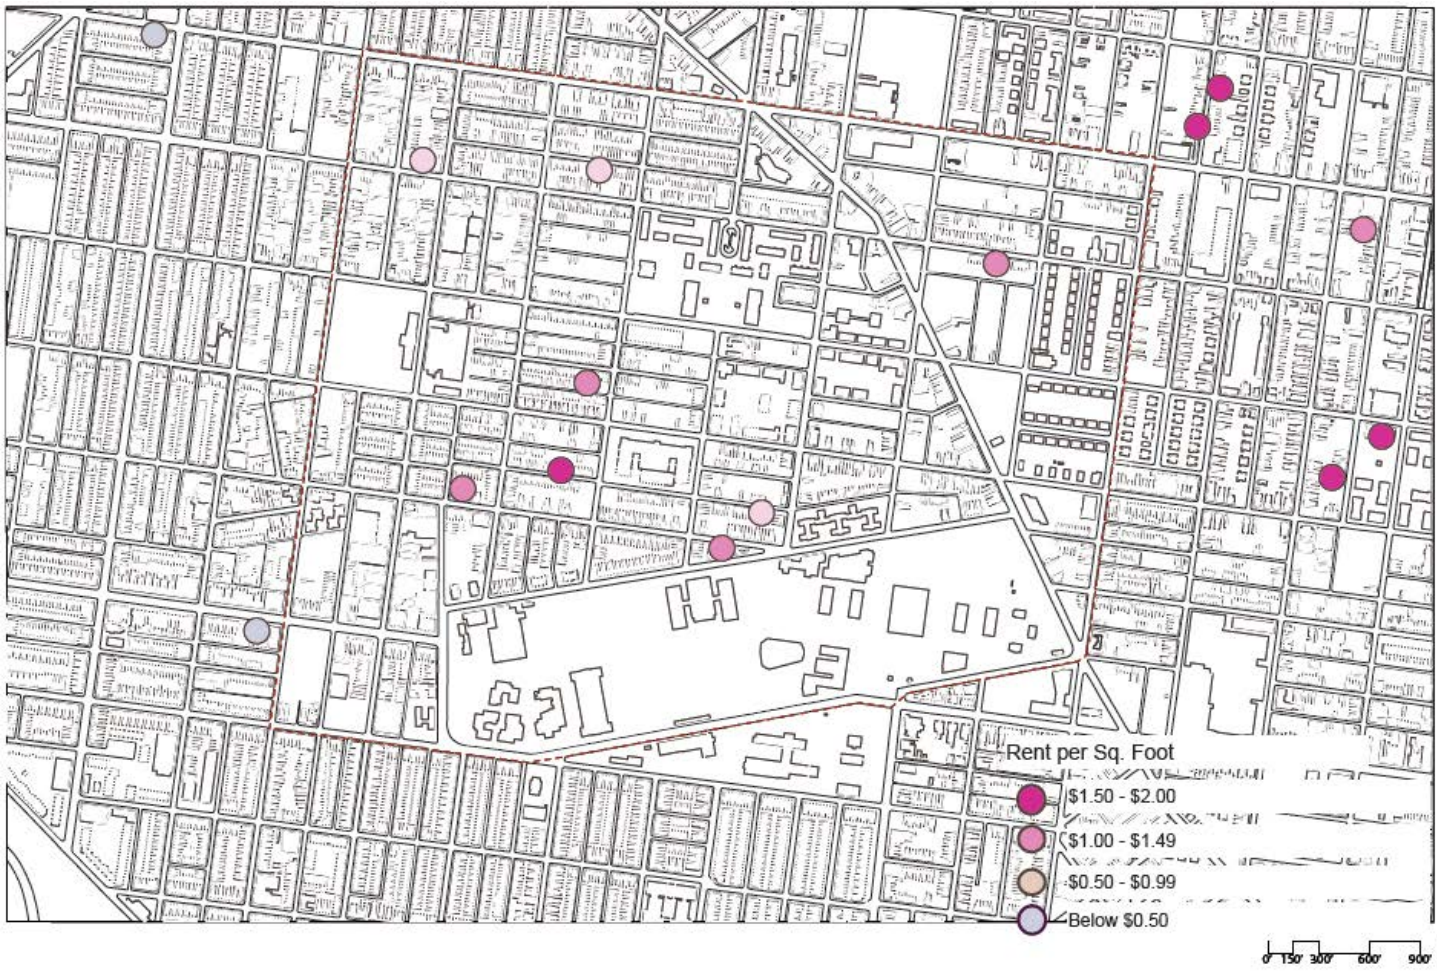 Rent per Sq. Foot
$1.50 - $2.00
$1.00 - $1.49
$0.50 - $0.99
Below $0.50
0' 150' 300' 600' 900'